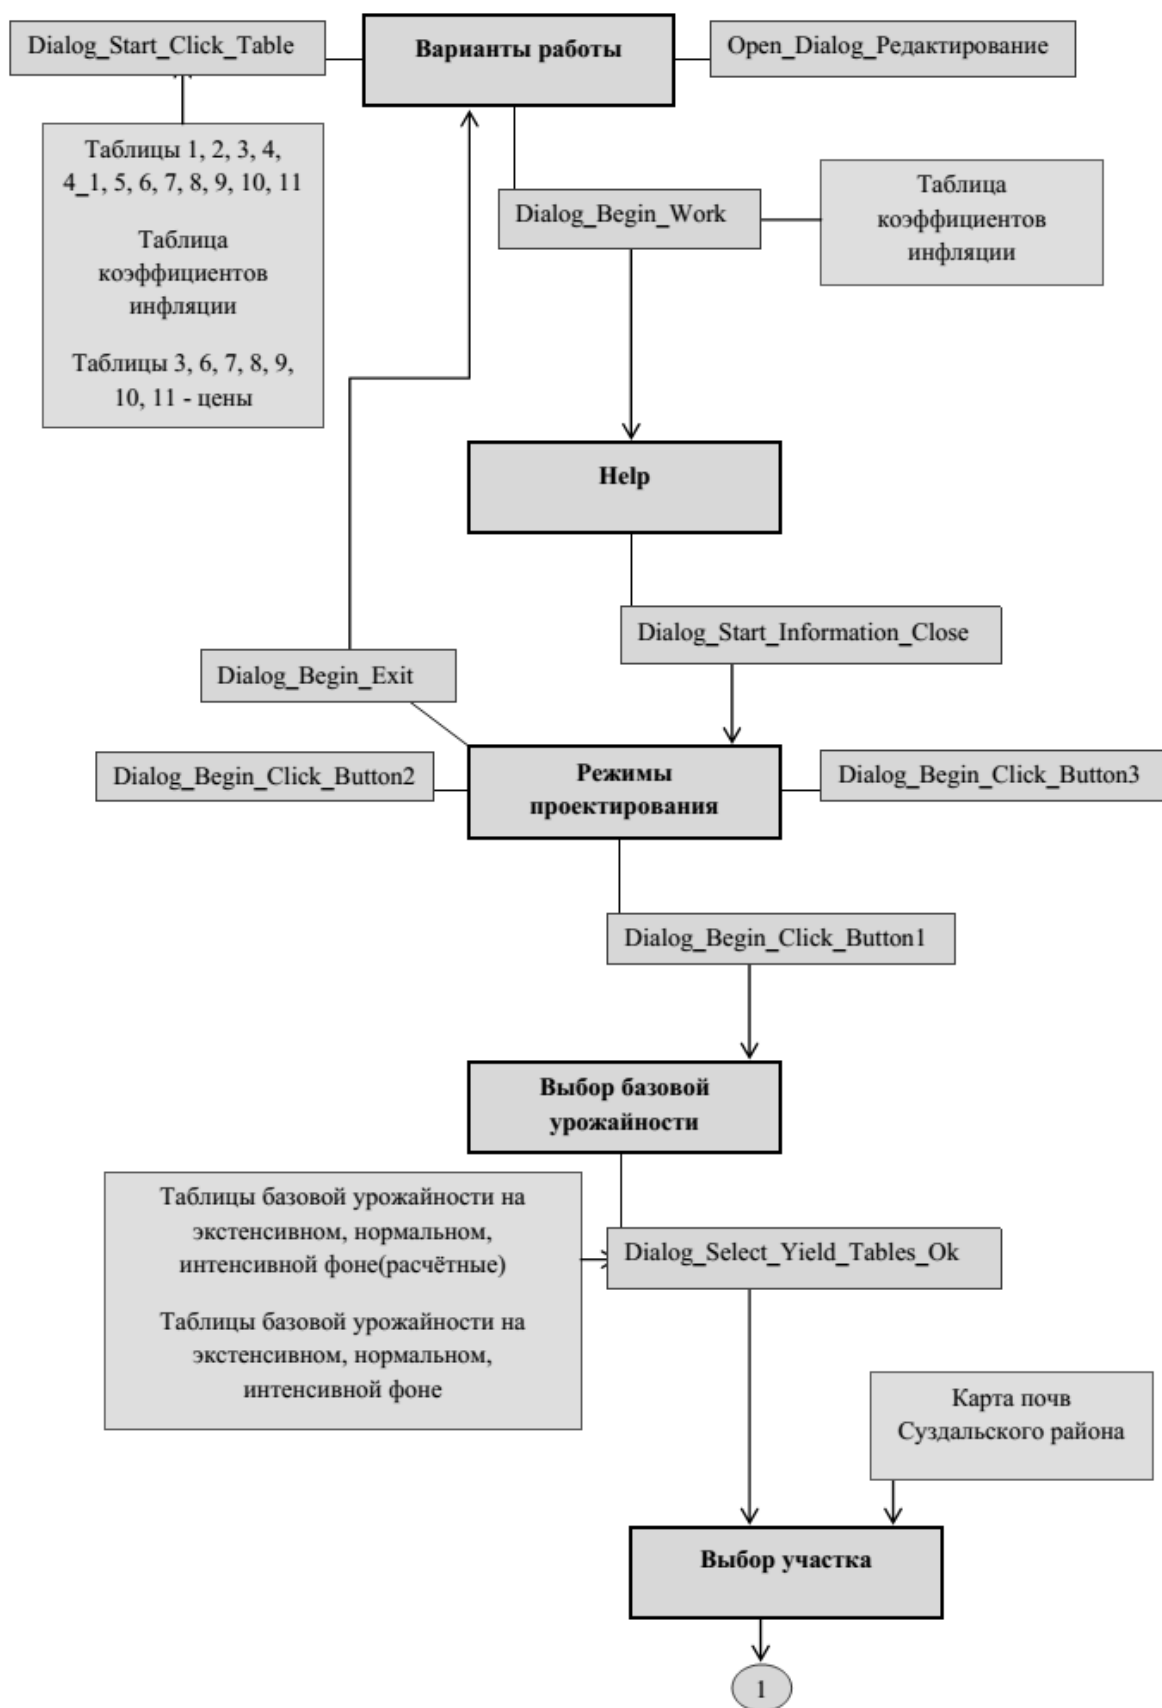 Dialog_Start_Click_Table
Варианты работы
Open_Dialog_Редактирование
Таблицы 1, 2, 3, 4,
4_1, 5, 6, 7, 8, 9, 10, 11
Таблица
коэффициентов
инфляции
Таблицы 3, 6, 7, 8, 9,
10, 11 - цены
Dialog_Begin_Work
Таблица
коэффициентов
инфляции
Help
Dialog_Start_Information_Close
Dialog_Begin_Exit
Dialog_Begin_Click_Button2
Режимы
проектирования
Dialog_Begin_Click_Button3
Dialog_Begin_Click_Button1
Выбор базовой
урожайности
Таблицы базовой урожайности на
экстенсивном, нормальном,
интенсивной фоне(расчётные)
Таблицы базовой урожайности на
экстенсивном, нормальном,
интенсивной фоне
Dialog_Select_Yield_Tables_Ok
Карта почв
Суздальского района
Выбор участка
1